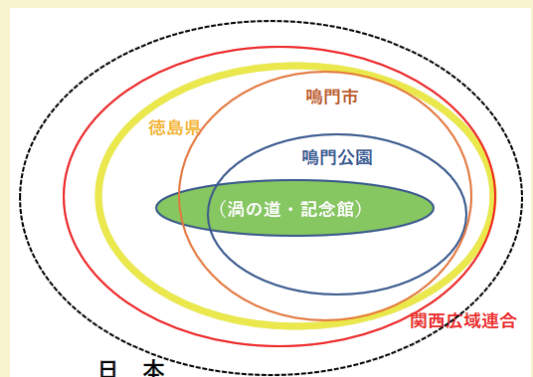 鳴門市
徳島県
鳴門公園
（渦の道・記念館）
関西広域連合
日 本